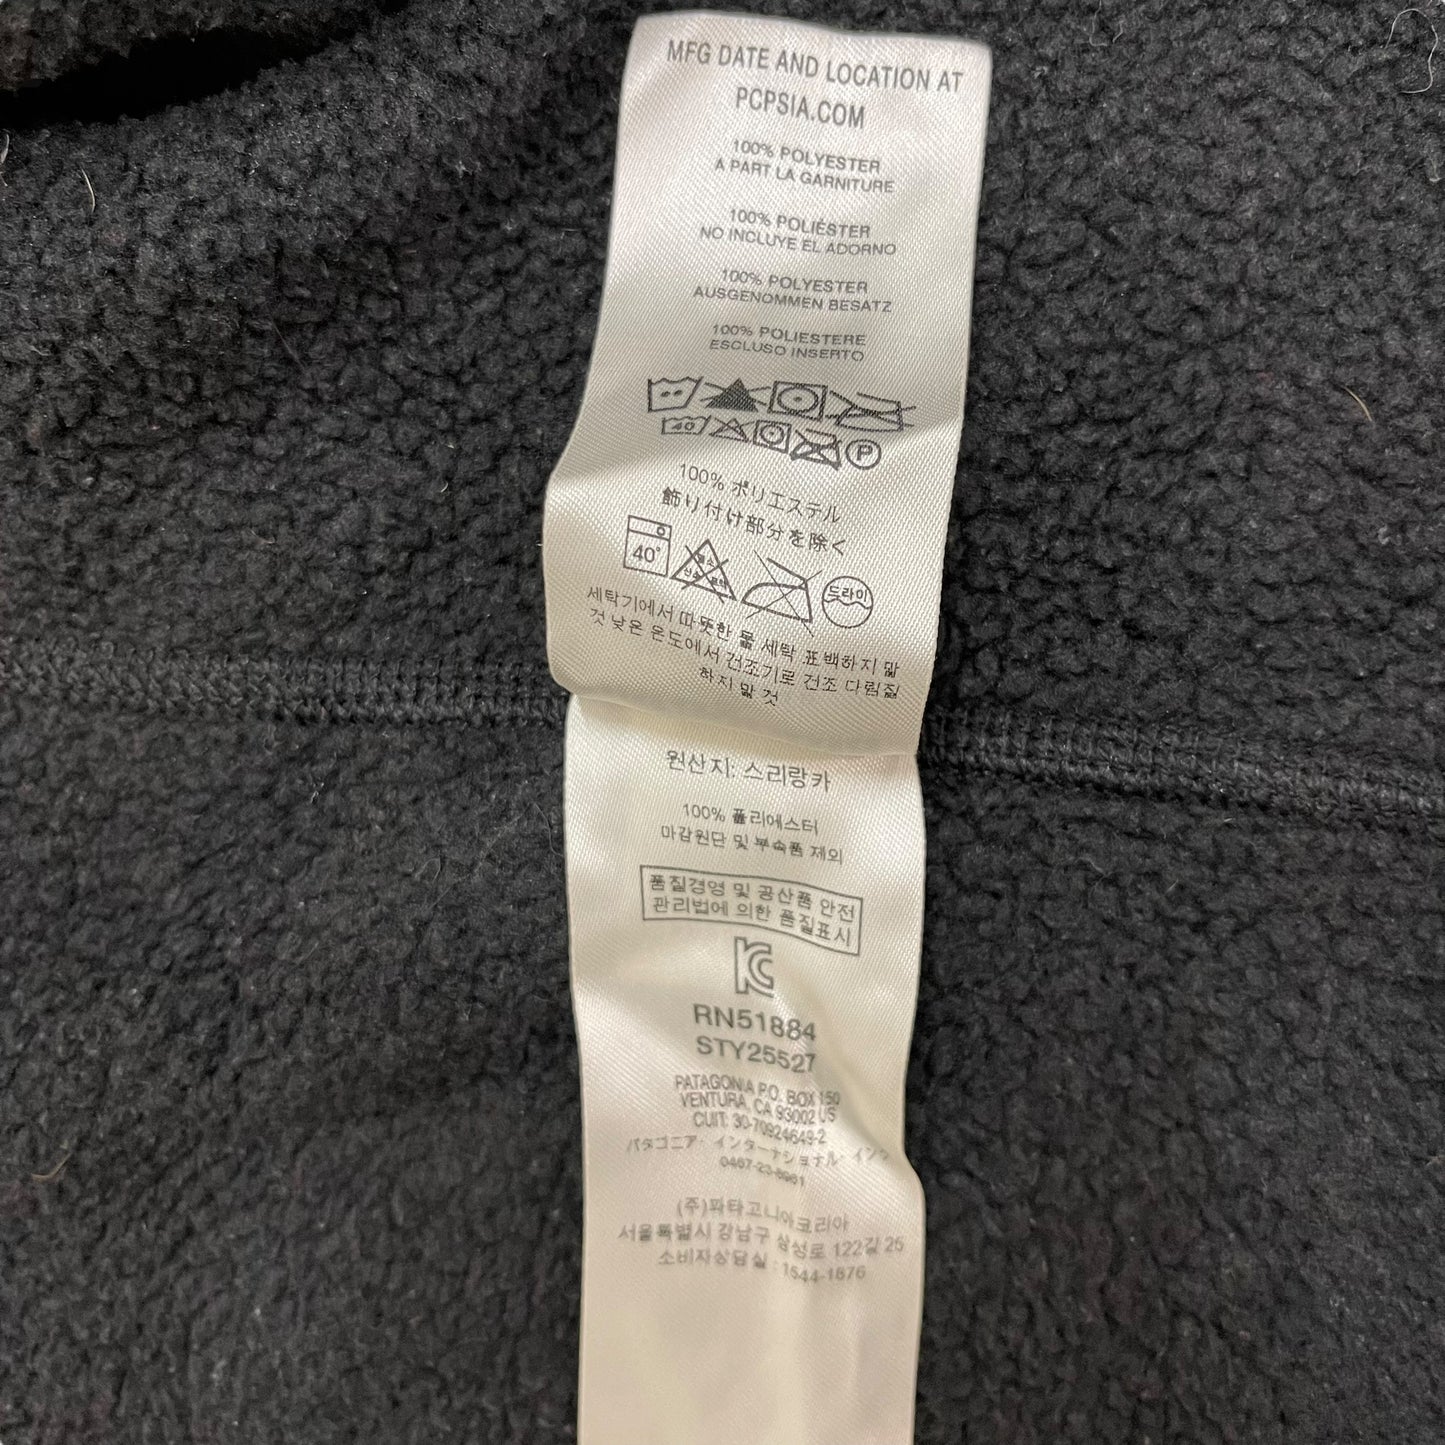 MFG DATE AND LOCATION AT
PCPSIA.COM
100% POLYESTER
A PART LA GARNITURE
100% POLIÉSTER
NO INCLUYE EL ADORNO
100% POLYESTER
AUSGENOMMEN BESATZ
100% POLIESTERE
ESCLUSO INSERTO
40
P
100% ポリエステル
飾り付け部分を除く
40°
드라이
세탁기에서 따뜻한 물 세탁 표백하지 말
것 낮은 온도에서 건조기로 건조 다림질
하지 말 것
원산지: 스리랑카
100% 폴리에스터
마감원단 및 부속품 제외
품질경영 및 공산품 안전
관리법에 의한 품질표시
KC
RN51884
STY25527
PATAGONIA P.O. BOX 150
VENTURA, CA 93002 US
CUIT: 30-70924649-2
パタゴニア・インターナショナル・インク
0467-23-8961
(주)파타고니아코리아
서울특별시 강남구 삼성로 122길 25
소비자상담실 : 1544-1876